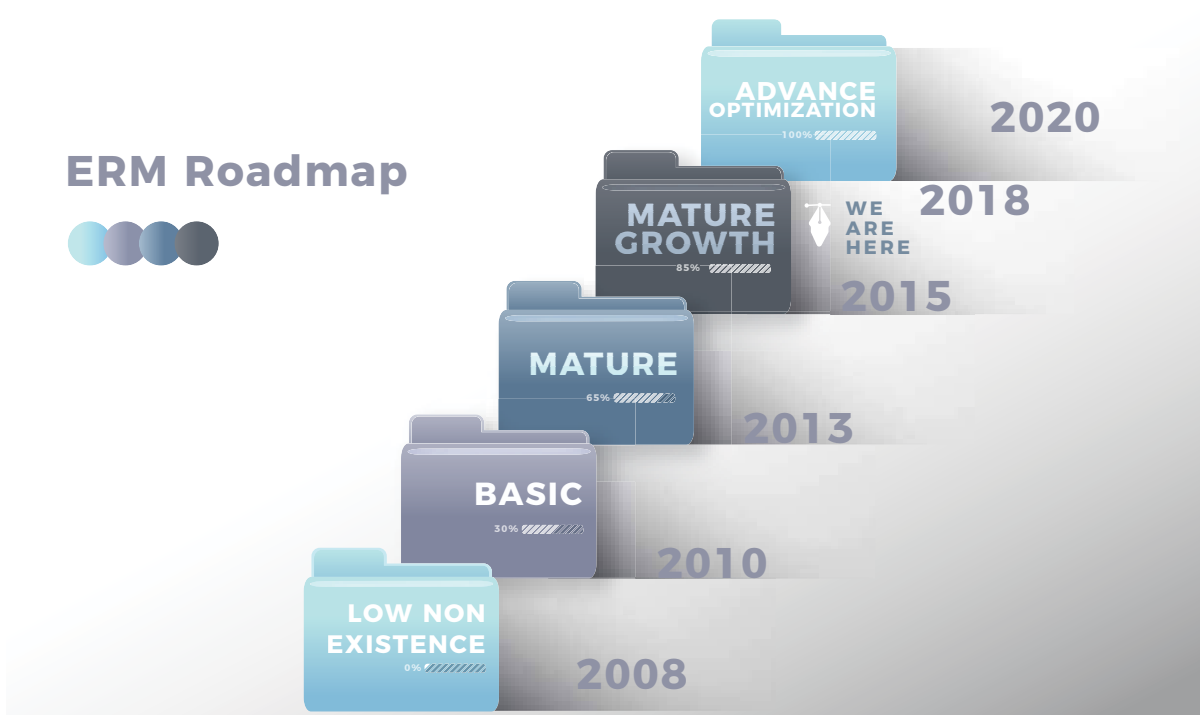 ERM Roadmap
ADVANCE
OPTIMIZATION
100%
2020
MATURE
GROWTH
85%
WE
ARE
HERE
2018
2015
MATURE
65%
2013
BASIC
30%
2010
LOW NON
EXISTENCE
0%
2008